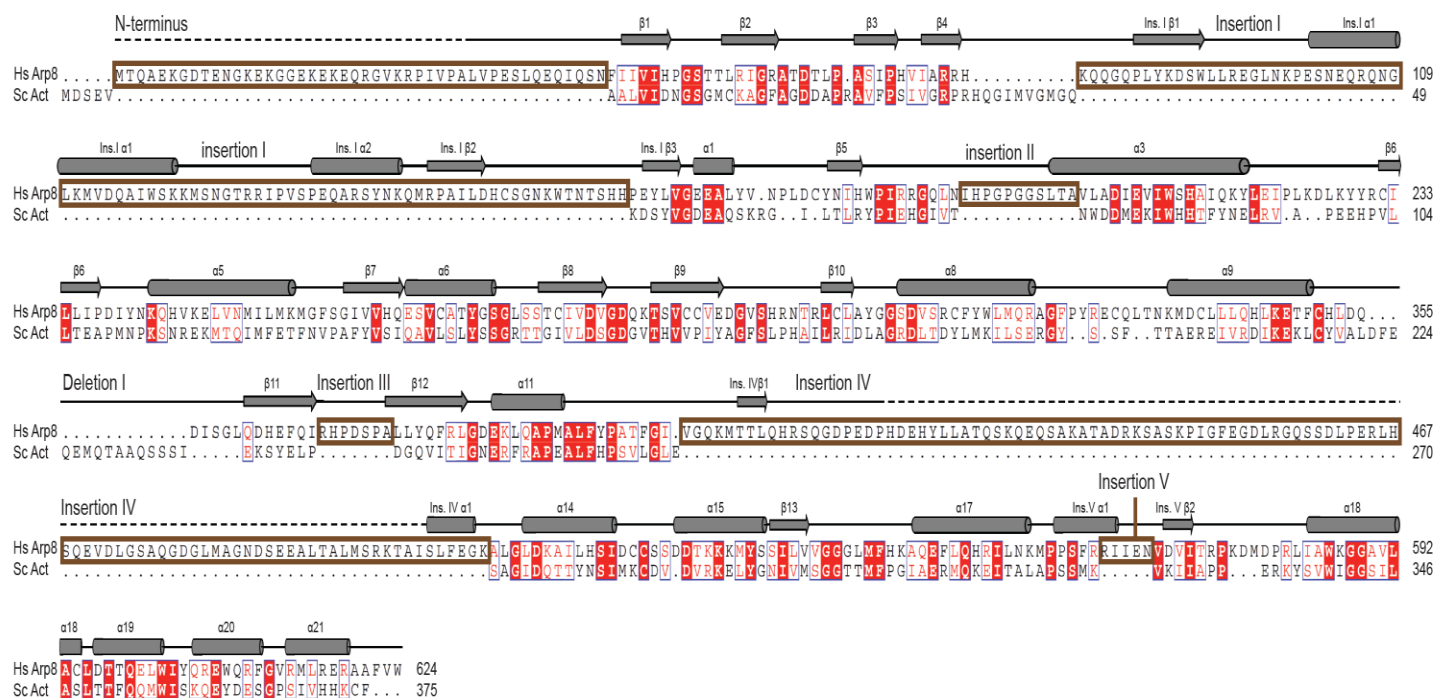 N-terminus β1 β2 β3 β4 Ins. I β1 Insertion I Ins.I α1
Hs Arp8 .....MTQAEKGDTENGKEKGGEKEKEQRGVKRPIVPALVPESLQEQIQSNFIIVIHPGSTTLRIGRATDTLP.ASIPHVIARRH..........KQQGQPLYKDSWLLREGLNKPESNEQRQNG 109
Sc Act MDSEV..............................................AALVIDNGSGMCKAGFAGDDAPRAVFPSIVGRPRHQGIMVGMGQ.............................. 49
Ins.I α1 insertion I Ins.I α2 Ins. I β2 Ins. I β3 α1 β5 insertion II α3 β6
Hs Arp8 LKMVDQAIWSKKMSNGTRRIPVSPEQARSYNKQMRPAILDHCSGNKWTNTSHHPEYLVGEEALYV.NPLDCYNIHWPIRRGQLNIHPGPGGSLTAVLADIEVIWSHAIQKYLEIPLKDLKYYRCI 233
Sc Act .....................................................KDSYVGDEAQSKRG..I.LTLRYPIEHGIVT...........NWDDMEKIWHHTFYNELRV.A..PEEHPVL 104
β6 α5 β7 α6 β8 β9 β10 α8 α9
Hs Arp8 LLIPDIYNKQHVKELVNMILMKMGFSGIVVHQESVCATYGSGLSSTCIVDVGDQKTSVCCVEDGVSHRNTRLCLAYGGSDVSRCFYWLMQRAGFPYRECQLTNKMDCLLLQHLKETFCHLDQ... 355
Sc Act LTEAPMNPKSNREKMTQIMFETFNVPAFYVSIQAVLSLYSSGRTTGIVLDSGDGVTHVVPIYAGFSLPHAILRIDLAGRDLTDYLMKILSERGY..S.SF..TTAEREIVRDIKEKLCYVALDFE 224
Deletion I β11 Insertion III β12 α11 Ins. IVβ1 Insertion IV
Hs Arp8 ............DISGLQDHEFQIRHPDSPALLYQFRLGDEKLQAPMALFYPATFGIVGQKMTTLQHRSQGDPEDPHDEHYLLATQSKQEQSAKATADRKSASKPIGFEGDLRGQSSDLPERLH 467
Sc Act QEMQTAAQSSSI.....EKSYELP.......DGQVITIGNERFRAPEALFHPSVLGLE................................................................... 270
Insertion V
Insertion IV Ins. IV α1 α14 α15 β13 α17 Ins.V α1 Ins. V β2 α18
Hs Arp8 SQEVDLGSAQGDGLMAGNDSEEALTALMSRKTAISLFEGKALGLDKAILHSIDCCSSDDTKKKMYSSILVVGGGLMFHKAQEFLQHRILNKMPPSFRRIIENVDVITRPKDMDPRLIAWKGGAVL 592
Sc Act ........................................SAGIDQTTYNSIMKCDV.DVRKELYGNIVMSGGTTMFPGIAERMQKEITALAPSSMK.....VKIIAPP...ERKYSVWIGGSIL 346
α18 α19 α20 α21
Hs Arp8 ACLDTTQELWIYQREWQRFGVRMLRERAAFVW 624
Sc Act ASLTTFQQMWISKQEYDESGPSIVHHKCF... 375